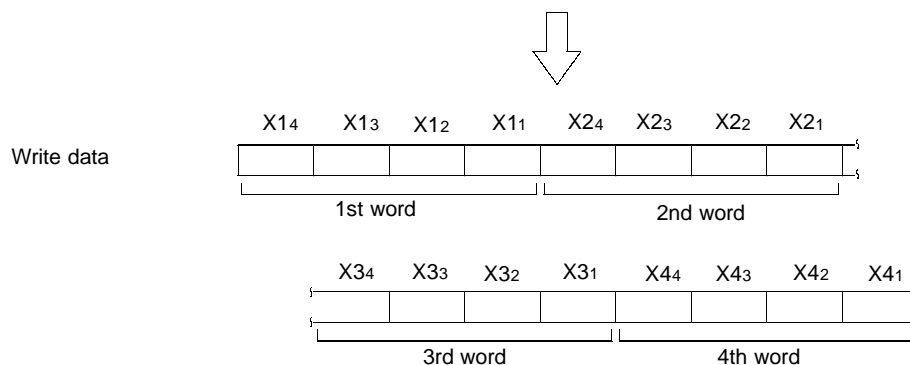 X14 X13 X12 X11 X24 X23 X22 X21
Write data
1st word 2nd word
X34 X33 X32 X31 X44 X43 X42 X41
3rd word 4th word